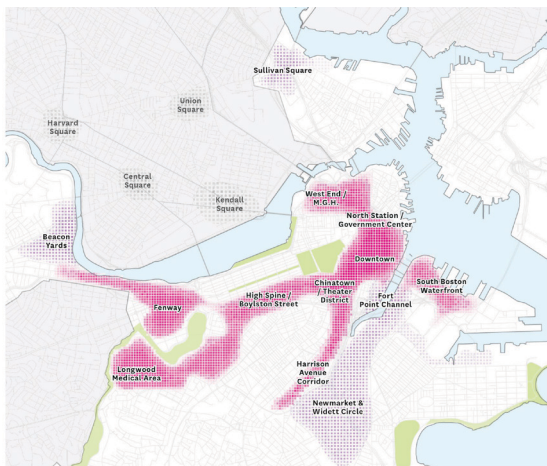 Sullivan Square
Union
Square
Harvard
Square
Central
Square
Kendall
Square
West End /
M.G.H.
North Station /
Government Center
Beacon
Yards
Downtown
Chinatown
/ Theater
District
South Boston
Waterfront
High Spine /
Boylston Street
Fort
Point Channel
Fenway
Longwood
Medical Area
Harrison
Avenue
Corridor
Newmarket &
Widett Circle